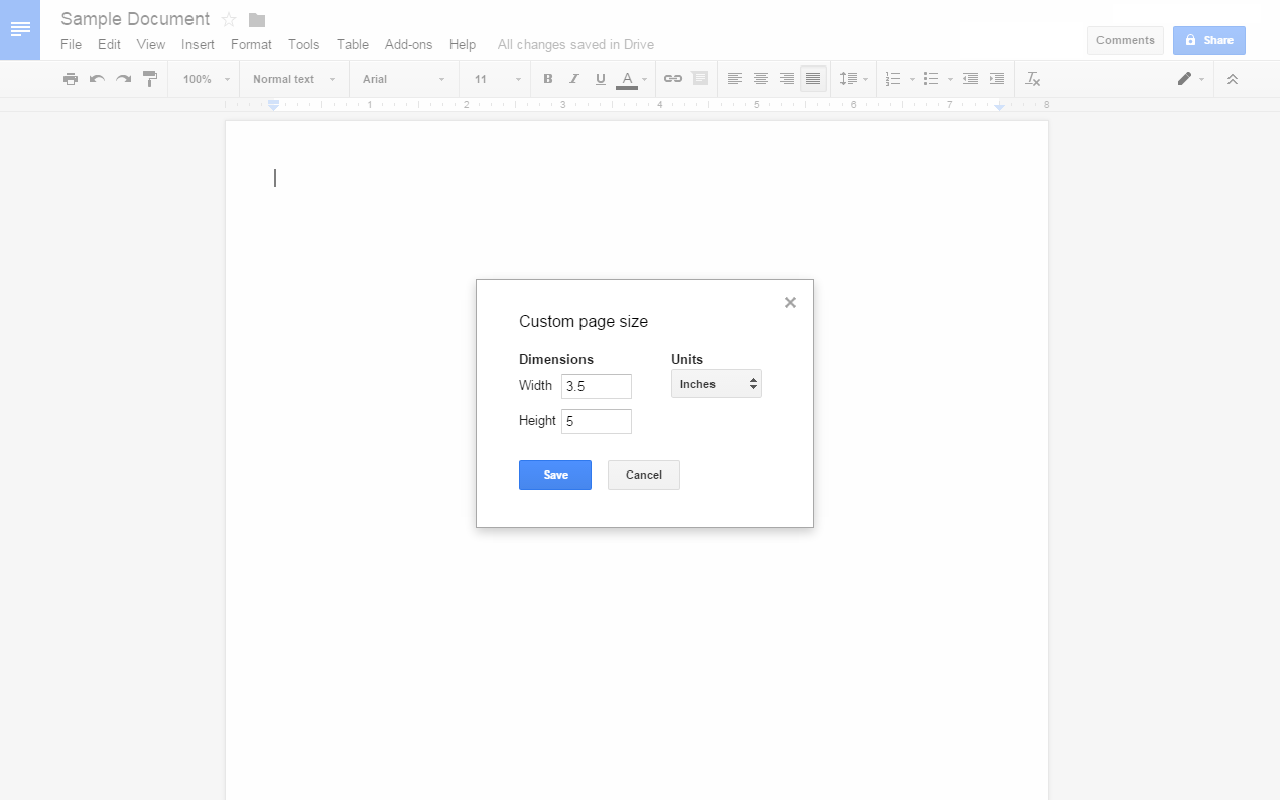 Sample Document
File Edit View Insert Format Tools Table Add-ons Help All changes saved in Drive
Comments Share
100% Normal text Arial 11 B I U A
1 2 3 4 5 6 7 8
Custom page size
Dimensions Units
Width 3.5 Inches
Height 5
Save Cancel